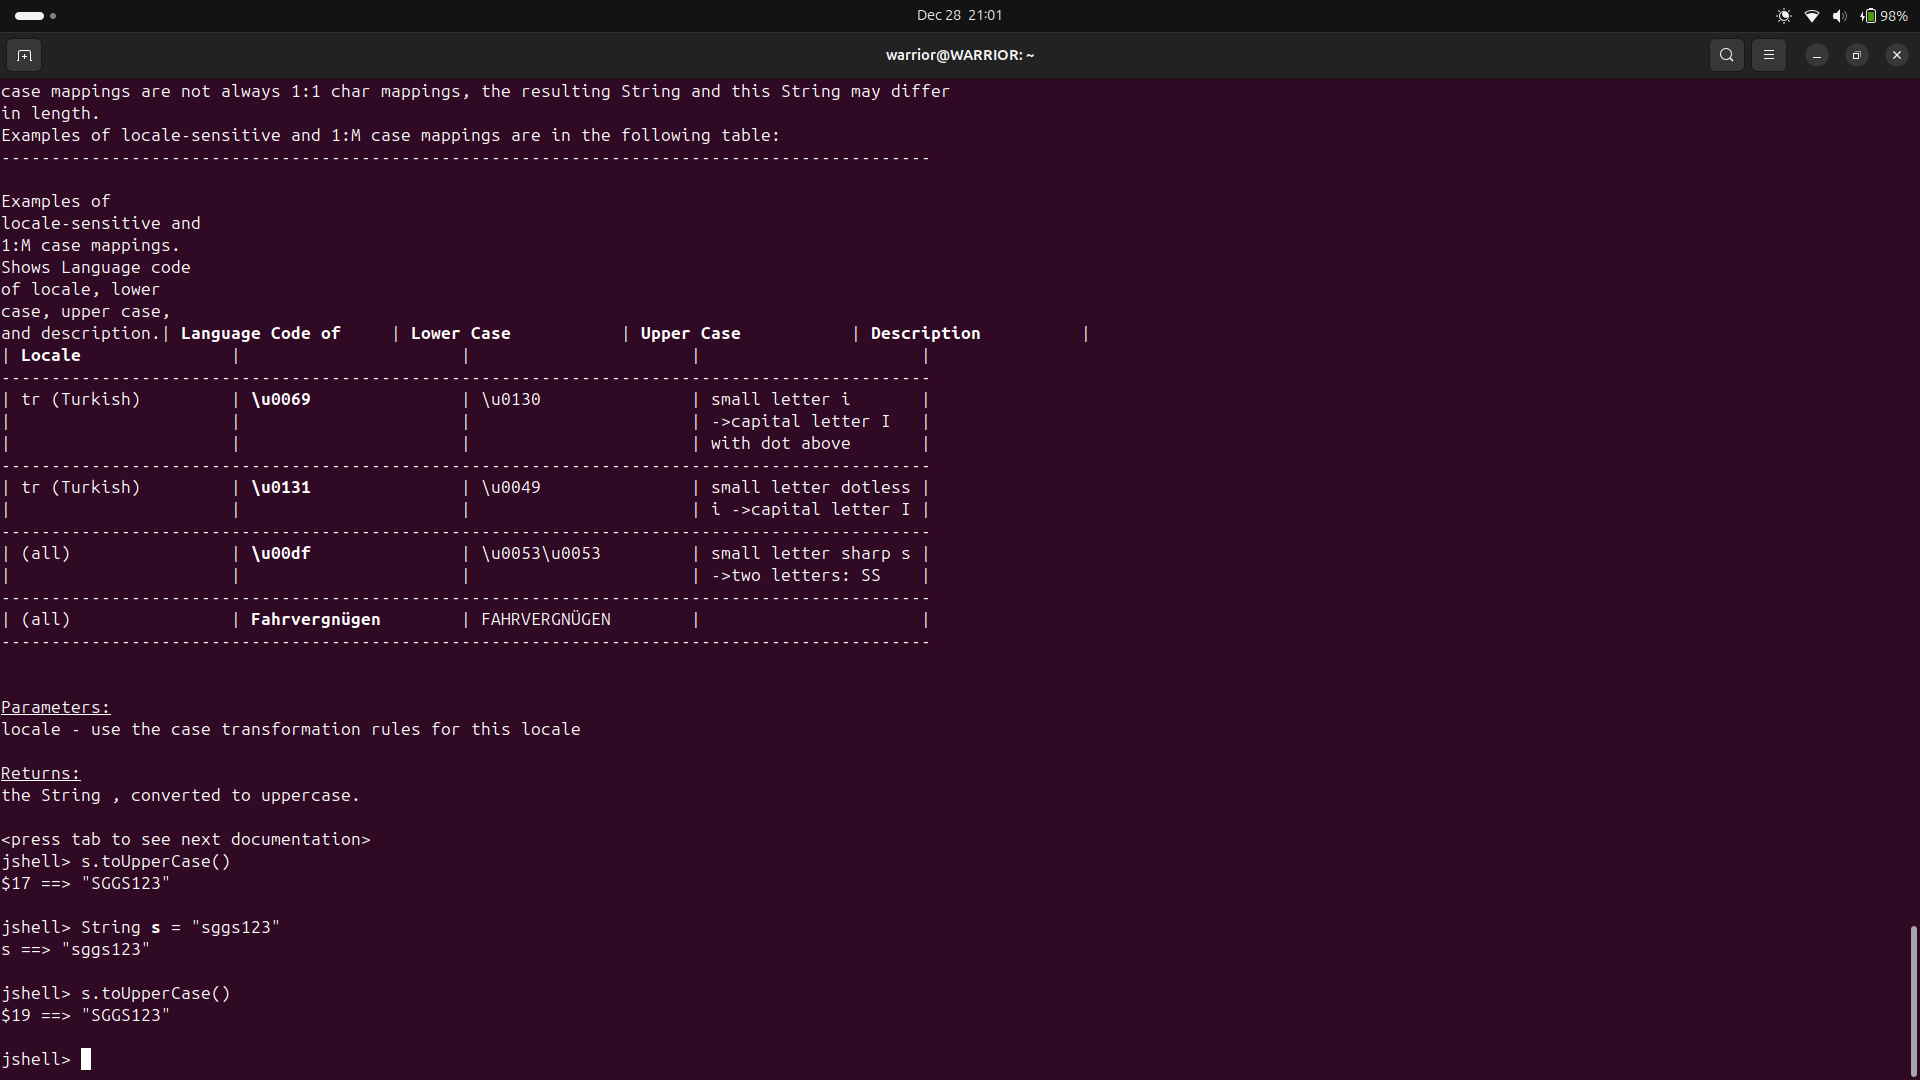 Dec 28 21:01
98%
warrior@WARRIOR: ~
case mappings are not always 1:1 char mappings, the resulting String and this String may differ
in length.
Examples of locale-sensitive and 1:M case mappings are in the following table:
---------------------------------------------------------------------------------------------
Examples of
locale-sensitive and
1:M case mappings.
Shows Language code
of locale, lower
case, upper case,
and description.| Language Code of     | Lower Case           | Upper Case           | Description          |
| Locale               |                      |                      |                      |
---------------------------------------------------------------------------------------------
| tr (Turkish)         | \u0069               | \u0130               | small letter i       |
|                      |                      |                      | ->capital letter I   |
|                      |                      |                      | with dot above       |
---------------------------------------------------------------------------------------------
| tr (Turkish)         | \u0131               | \u0049               | small letter dotless |
|                      |                      |                      | i ->capital letter I |
---------------------------------------------------------------------------------------------
| (all)                | \u00df               | \u0053\u0053         | small letter sharp s |
|                      |                      |                      | ->two letters: SS    |
---------------------------------------------------------------------------------------------
| (all)                | Fahrvergnügen        | FAHRVERGNÜGEN        |                      |
---------------------------------------------------------------------------------------------
Parameters:
locale - use the case transformation rules for this locale
Returns:
the String , converted to uppercase.
<press tab to see next documentation>
jshell> s.toUpperCase()
$17 ==> "SGGS123"
jshell> String s = "sggs123"
s ==> "sggs123"
jshell> s.toUpperCase()
$19 ==> "SGGS123"
jshell>